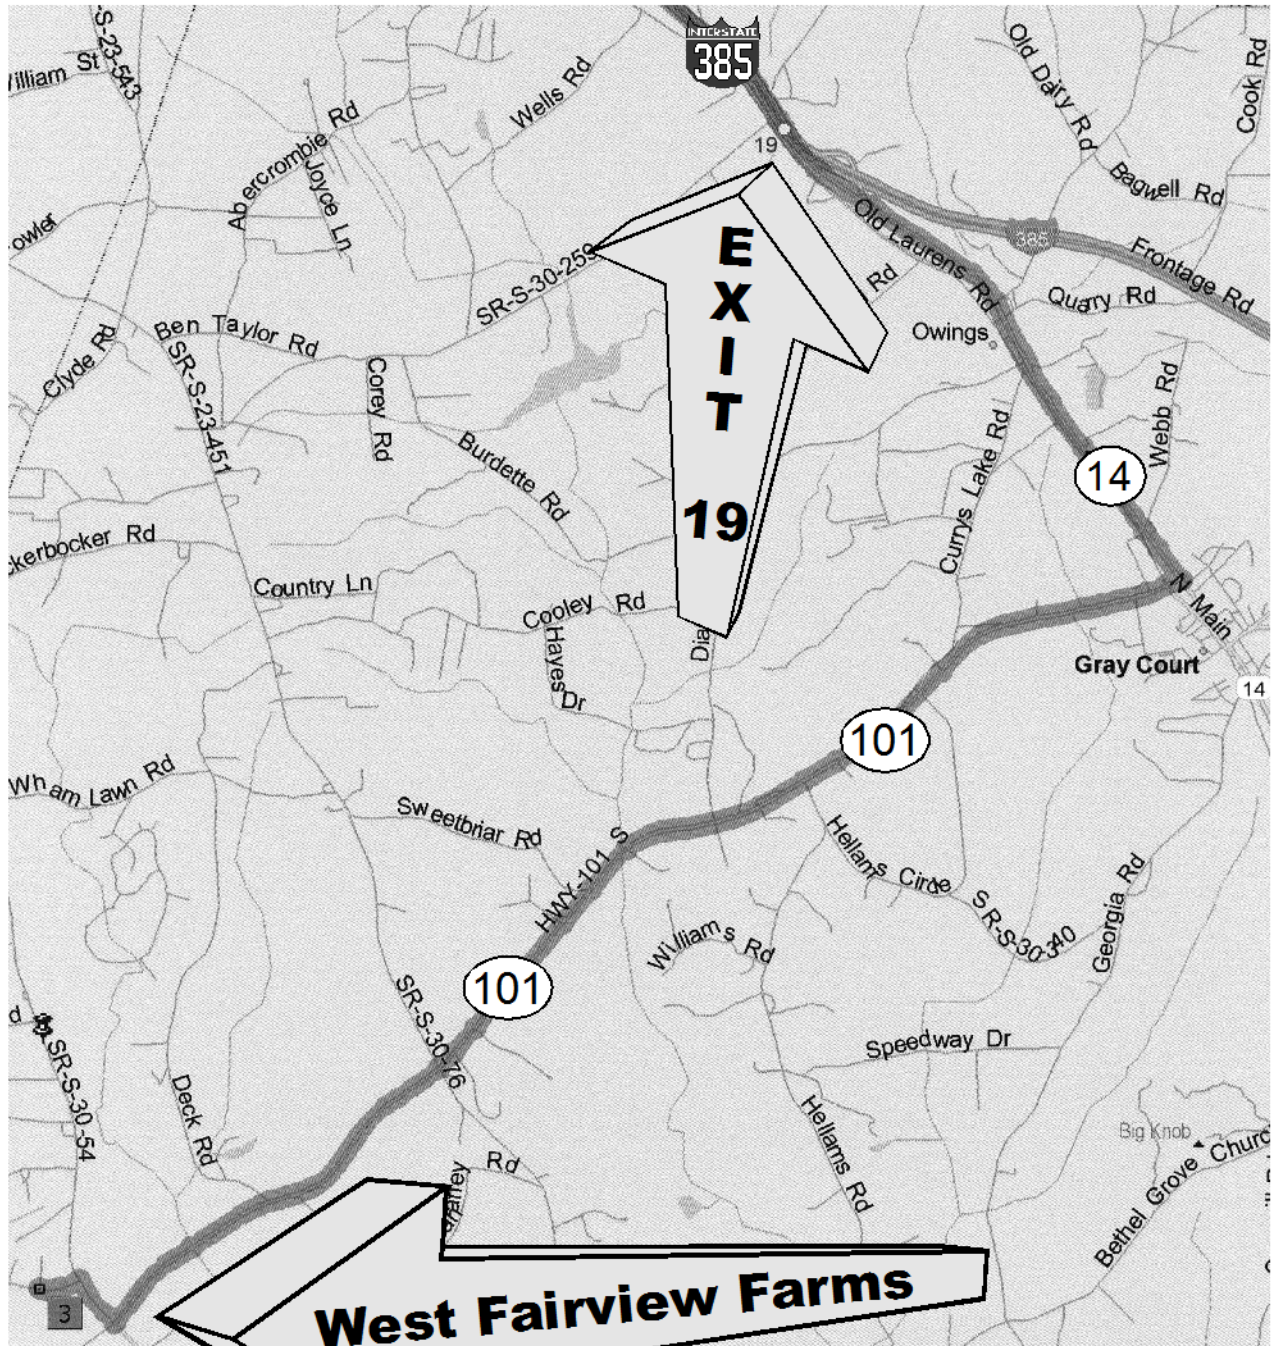 S-23-543
William St
Wells Rd
INTERSTATE
385
Old Dairy Rd
Cook Rd
Abercrombie Rd
Joyce Ln
19
Bagwell Rd
owler
SR-S-30-259
EXIT 19
Old Laurens Rd
Rd
385
Frontage Rd
Quarry Rd
Owings
Clyde Rd
Ben Taylor Rd
SR-S-23-451
Corey Rd
Burdette Rd
Currys Lake Rd
Webb Rd
14
ckerbocker Rd
Country Ln
Cooley Rd
Hayes Dr
Dia
N Main
Gray Court
14
101
Wham Lawn Rd
Sweetbriar Rd
HWY-101 S
Hellams Circle
SR-S-30-340
Georgia Rd
Williams Rd
101
SR-S-30-76
d
SR-S-30-54
Deck Rd
Speedway Dr
Hellams Rd
Big Knob
Bethel Grove Churc
Rd
3
West Fairview Farms